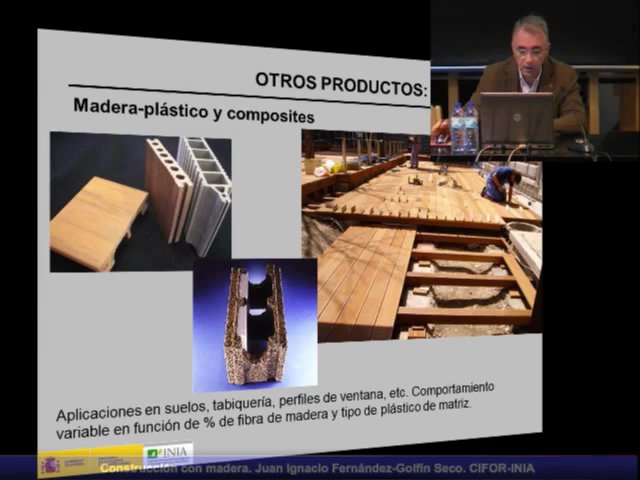 OTROS PRODUCTOS:
Madera-plástico y composites
Aplicaciones en suelos, tabiquería, perfiles de ventana, etc. Comportamiento
variable en función de % de fibra de madera y tipo de plástico de matriz.
INIA
Construcción con madera. Juan Ignacio Fernández-Golfín Seco. CIFOR-INIA